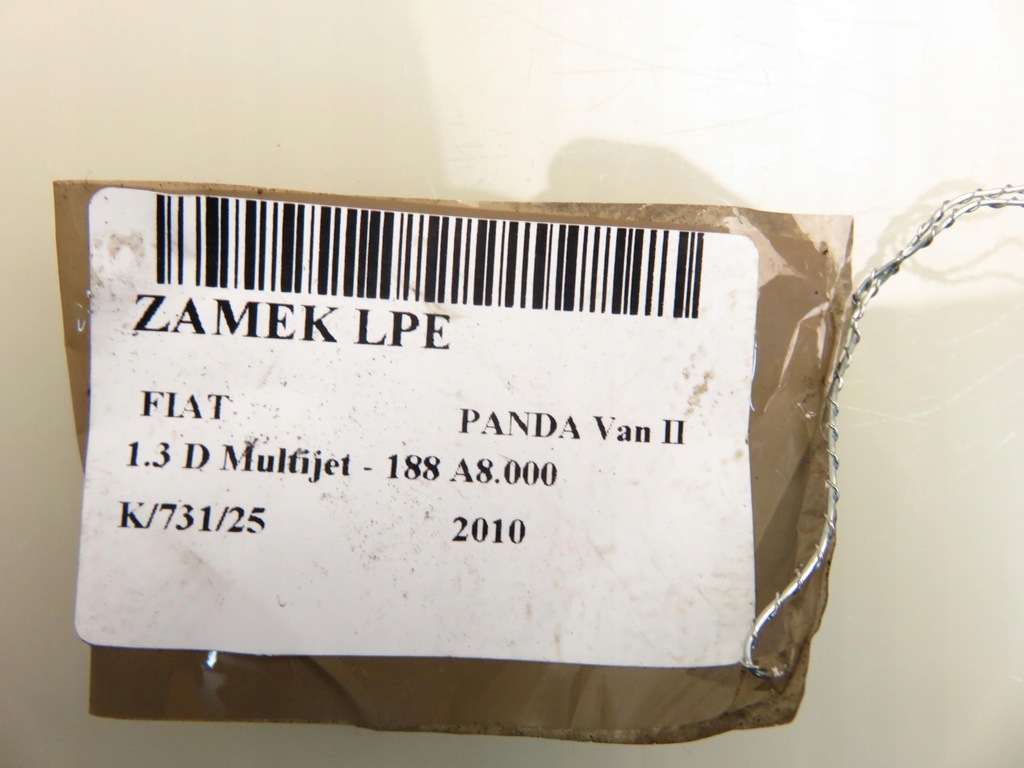 ZAMEK LPE
FIAT PANDA Van II
1.3 D Multijet - 188 A8.000
K/731/25 2010